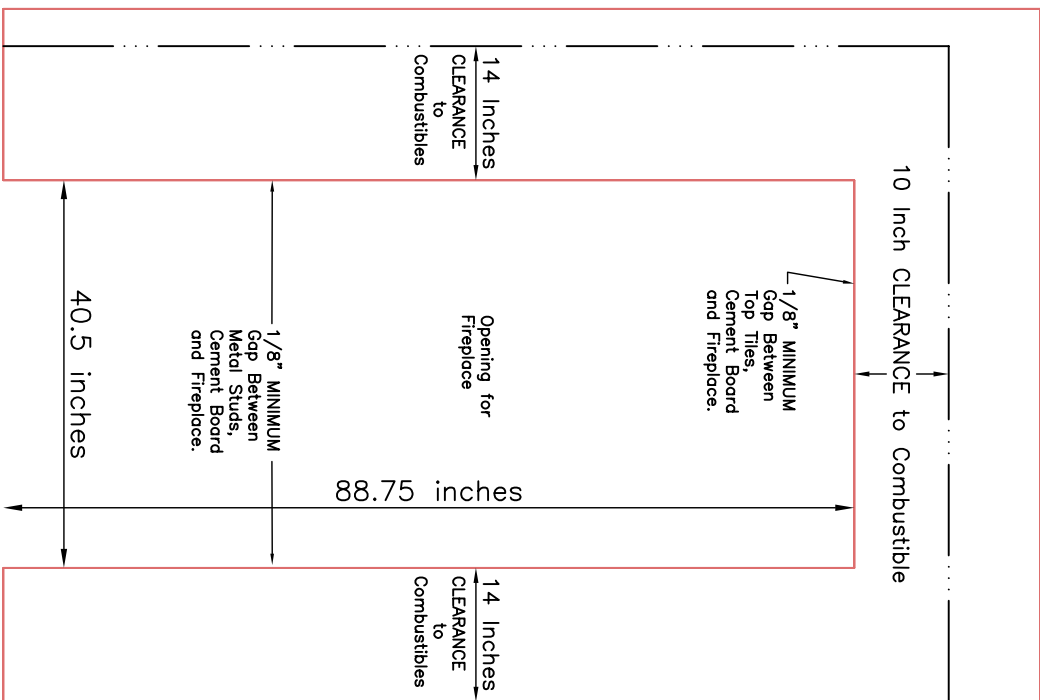 10 Inch CLEARANCE to Combustible
1/8" MINIMUM
Gap Between
Top Tiles,
Cement Board
and Fireplace.
14 Inches
CLEARANCE
to
Combustibles
Opening for
Fireplace
14 Inches
CLEARANCE
to
Combustibles
88.75 inches
1/8" MINIMUM
Gap Between
Metal Studs,
Cement Board
and Fireplace.
40.5 inches